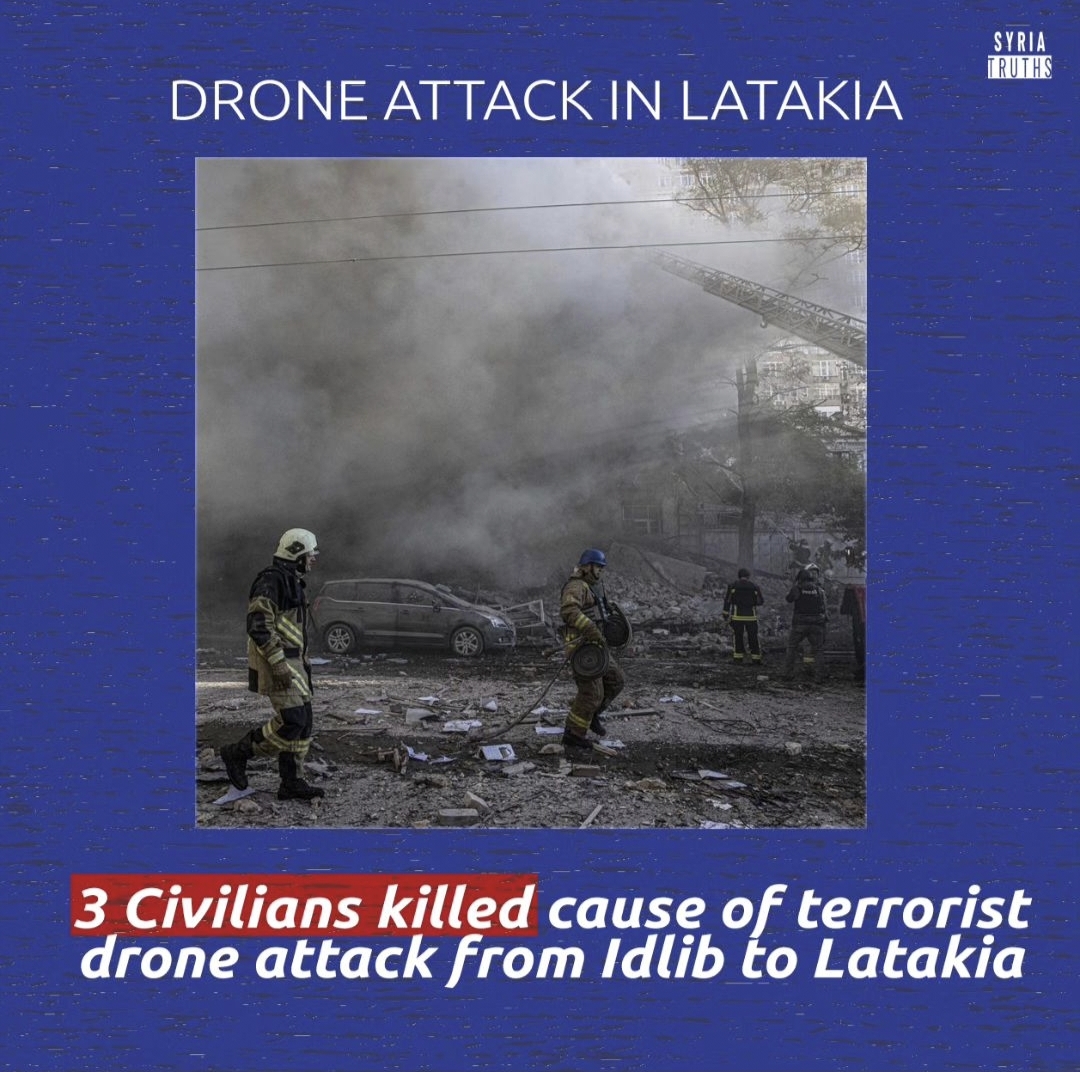 SYRIA
TRUTHS
DRONE ATTACK IN LATAKIA
3 Civilians killed cause of terrorist
drone attack from Idlib to Latakia